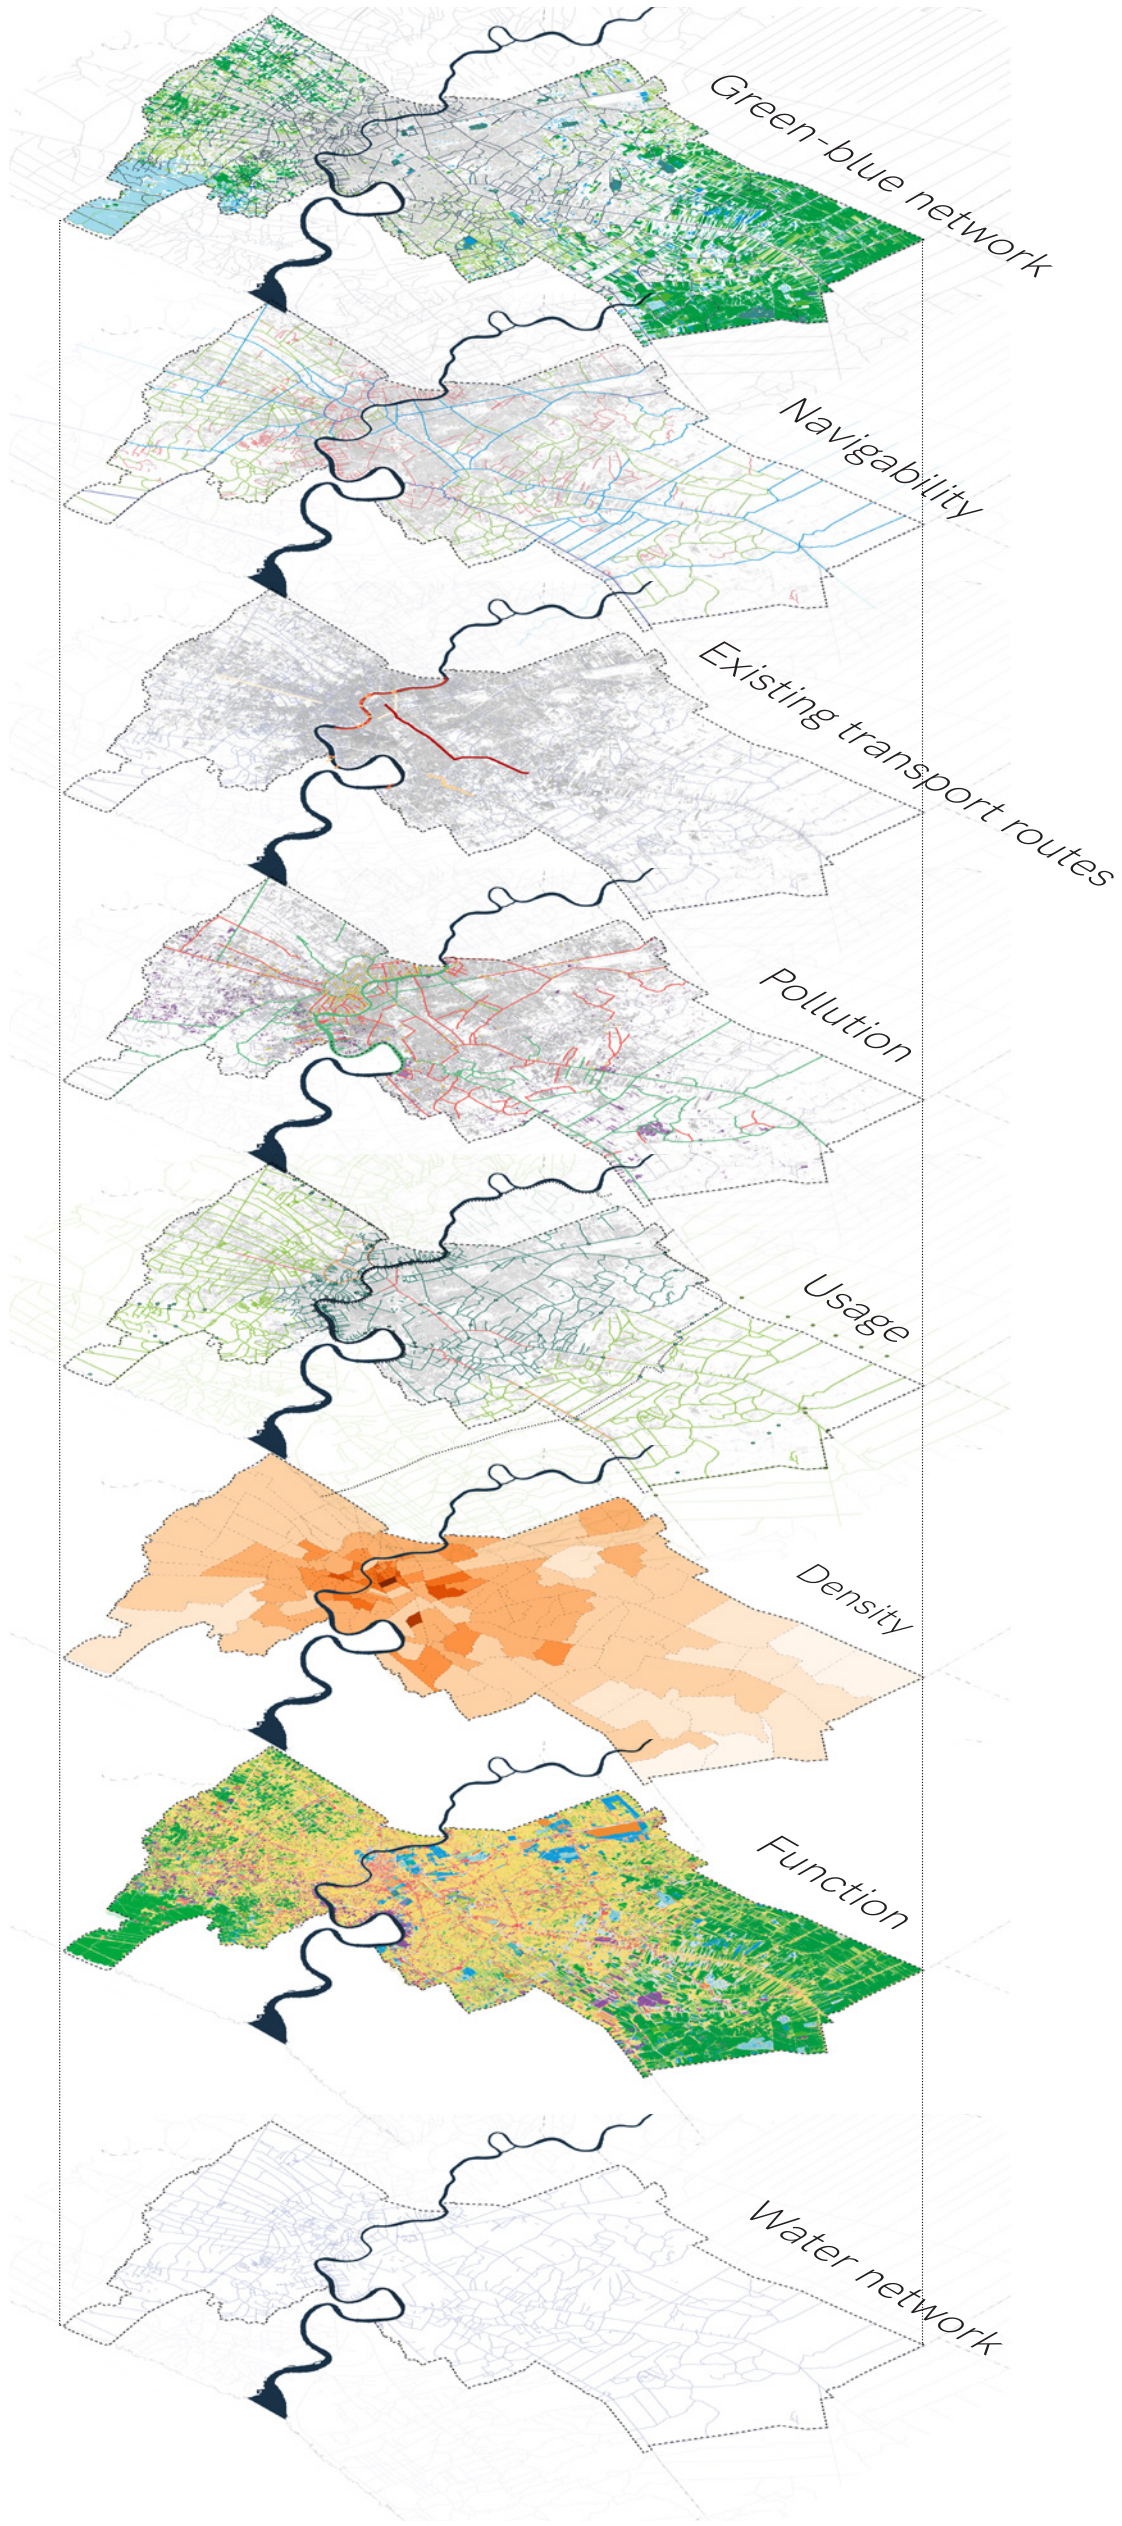 Green-blue network
Navigability
Existing transport routes
Pollution
Usage
Density
Function
Water network